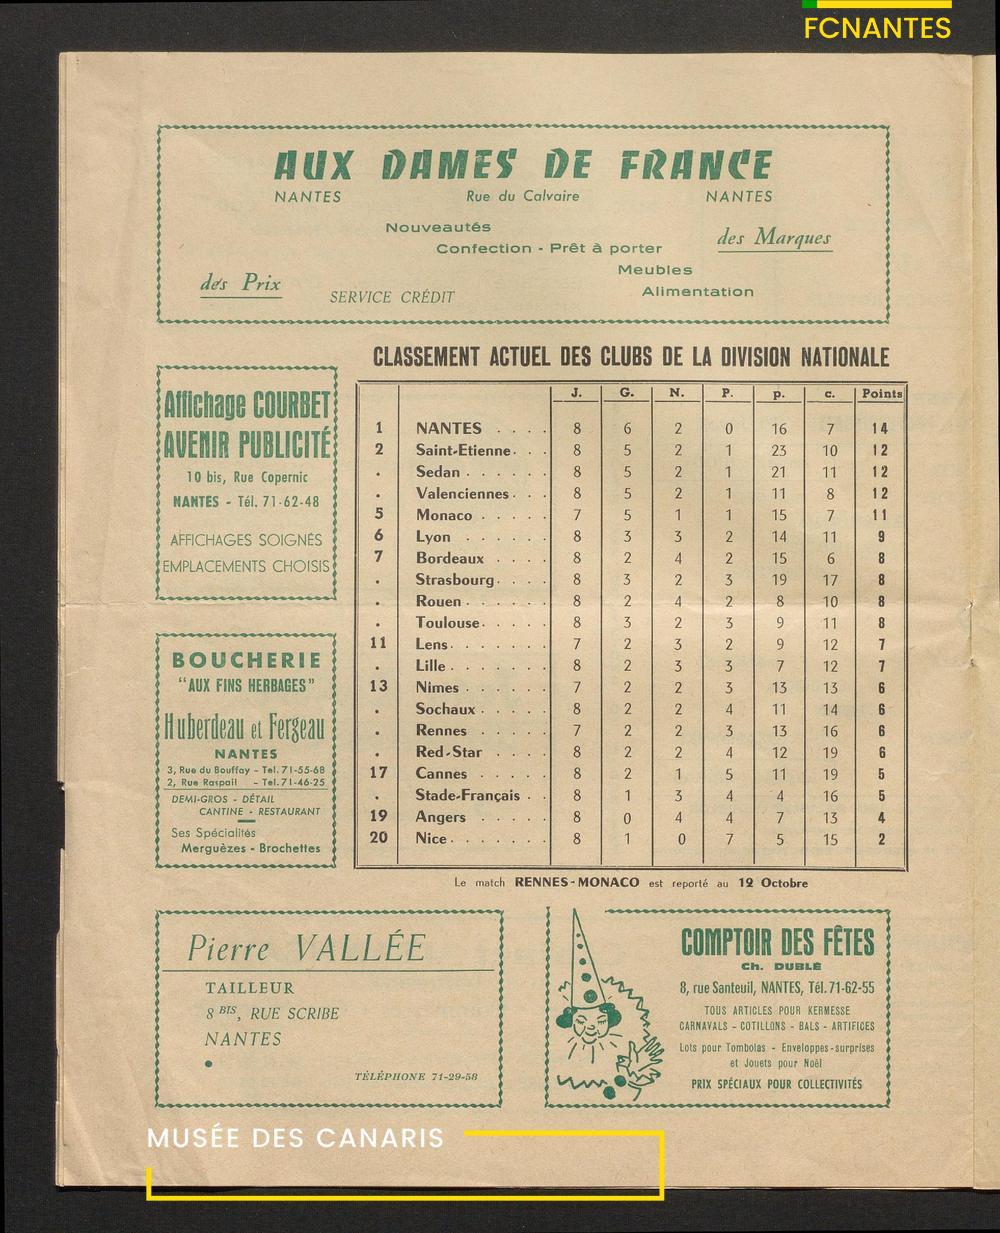 FCNANTES
AUX DAMES DE FRANCE
NANTES Rue du Calvaire NANTES
Nouveautés
Confection - Prêt à porter
des Marques
Meubles
des Prix
SERVICE CRÉDIT
Alimentation
CLASSEMENT ACTUEL DES CLUBS DE LA DIVISION NATIONALE
J. G. N. P. p. c. Points
1 NANTES . . . . 8 6 2 0 16 7 14
2 Saint-Etienne . . . 8 5 2 1 23 10 12
. Sedan . . . . . 8 5 2 1 21 11 12
. Valenciennes . . . 8 5 2 1 11 8 12
5 Monaco . . . . . 7 5 1 1 15 7 11
6 Lyon . . . . . . 8 3 3 2 14 11 9
7 Bordeaux . . . . 8 2 4 2 15 6 8
. Strasbourg . . . . 8 3 2 3 19 17 8
. Rouen . . . . . . 8 2 4 2 8 10 8
. Toulouse . . . . . 8 3 2 3 9 11 8
11 Lens . . . . . . . 7 2 3 2 9 12 7
. Lille . . . . . . . 8 2 3 3 7 12 7
13 Nimes . . . . . . 7 2 2 3 13 13 6
. Sochaux . . . . . 8 2 2 4 11 14 6
. Rennes . . . . . 7 2 2 3 13 16 6
. Red-Star . . . . 8 2 2 4 12 19 6
17 Cannes . . . . . 8 2 1 5 11 19 5
. Stade-Français . . 8 1 3 4 4 16 5
19 Angers . . . . . 8 0 4 4 7 13 4
20 Nice . . . . . . . 8 1 0 7 5 15 2
Le match RENNES-MONACO est reporté au 12 Octobre
Affichage COURBET
AVENIR PUBLICITÉ
10 bis, Rue Copernic
NANTES - Tél. 71-62-48
AFFICHAGES SOIGNÉS
EMPLACEMENTS CHOISIS
BOUCHERIE
"AUX FINS HERBAGES"
Huberdeau et Fergeau
NANTES
3, Rue du Bouffay - Tel. 71-55-68
2, Rue Raspail - Tel. 71-46-25
DEMI-GROS - DÉTAIL
CANTINE - RESTAURANT
Ses Spécialités
Merguèzes - Brochettes
Pierre VALLÉE
TAILLEUR
8 BIS, RUE SCRIBE
NANTES
TÉLÉPHONE 71-29-58
COMPTOIR DES FÊTES
Ch. DUBLÉ
8, rue Santeuil, NANTES, Tél. 71-62-55
TOUS ARTICLES POUR KERMESSE
CARNAVALS - COTILLONS - BALS - ARTIFICES
Lots pour Tombolas - Enveloppes-surprises
et Jouets pour Noël
PRIX SPÉCIAUX POUR COLLECTIVITÉS
MUSÉE DES CANARIS